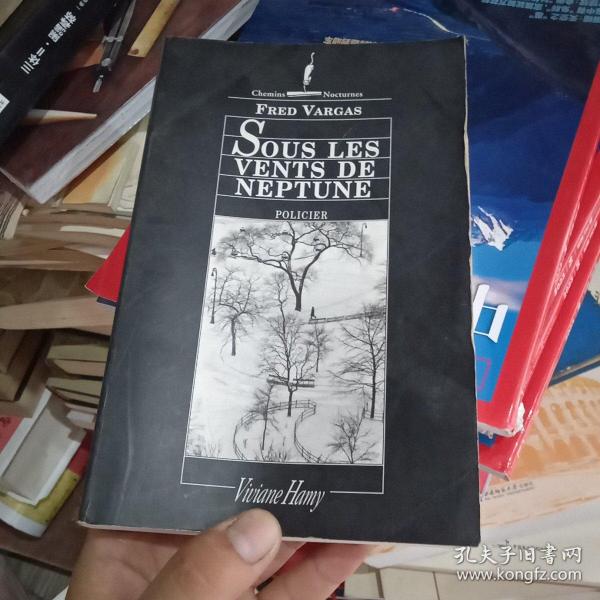 Chemins Nocturnes
FRED VARGAS
SOUS LES
VENTS DE
NEPTUNE
POLICIER
Viviane Hamy
孔夫子旧书网
www.kongfz.com